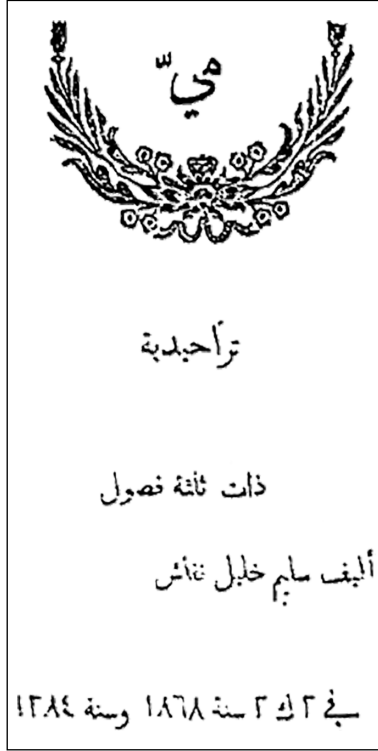 ميّ
تراجيدية
ذات ثلثة فصول
أليف سليم خليل نقاش
في ٢ ك ٢ سنة ١٨٦٨ وسنة ١٢٨٤